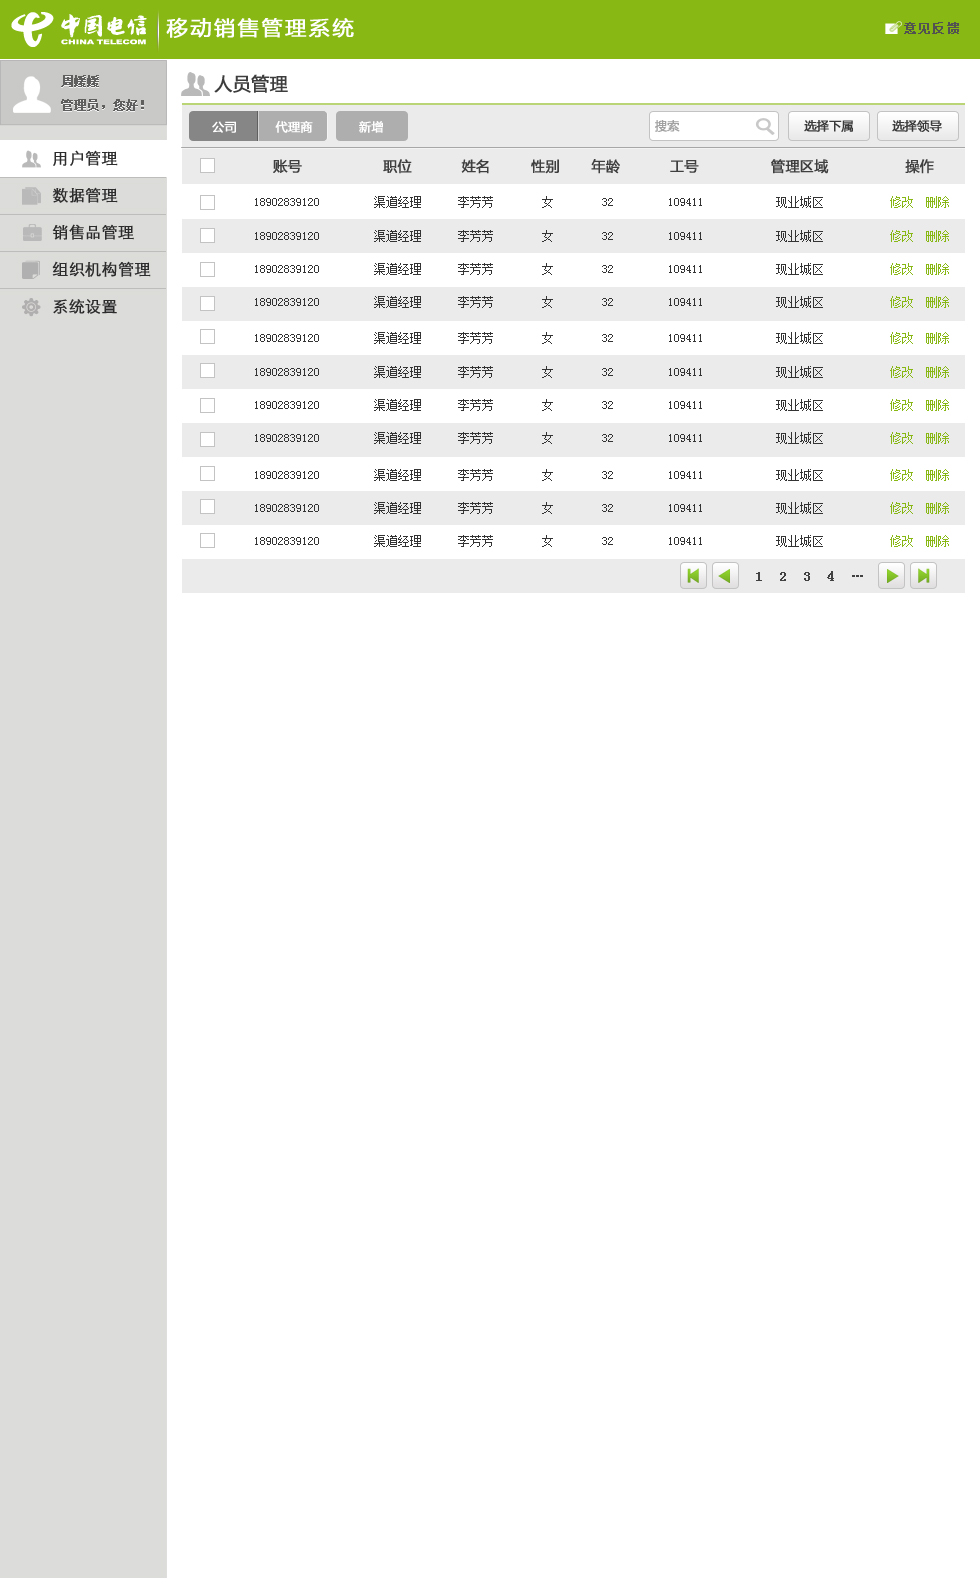 中国电信 CHINA TELECOM 移动销售管理系统 意见反馈
周媛媛
管理员，您好！
用户管理
数据管理
销售品管理
组织机构管理
系统设置
人员管理
公司 代理商 新增 搜索 选择下属 选择领导
账号 职位 姓名 性别 年龄 工号 管理区域 操作
18902839120 渠道经理 李芳芳 女 32 109411 现业城区 修改 删除
18902839120 渠道经理 李芳芳 女 32 109411 现业城区 修改 删除
18902839120 渠道经理 李芳芳 女 32 109411 现业城区 修改 删除
18902839120 渠道经理 李芳芳 女 32 109411 现业城区 修改 删除
18902839120 渠道经理 李芳芳 女 32 109411 现业城区 修改 删除
18902839120 渠道经理 李芳芳 女 32 109411 现业城区 修改 删除
18902839120 渠道经理 李芳芳 女 32 109411 现业城区 修改 删除
18902839120 渠道经理 李芳芳 女 32 109411 现业城区 修改 删除
18902839120 渠道经理 李芳芳 女 32 109411 现业城区 修改 删除
18902839120 渠道经理 李芳芳 女 32 109411 现业城区 修改 删除
18902839120 渠道经理 李芳芳 女 32 109411 现业城区 修改 删除
1 2 3 4 ···